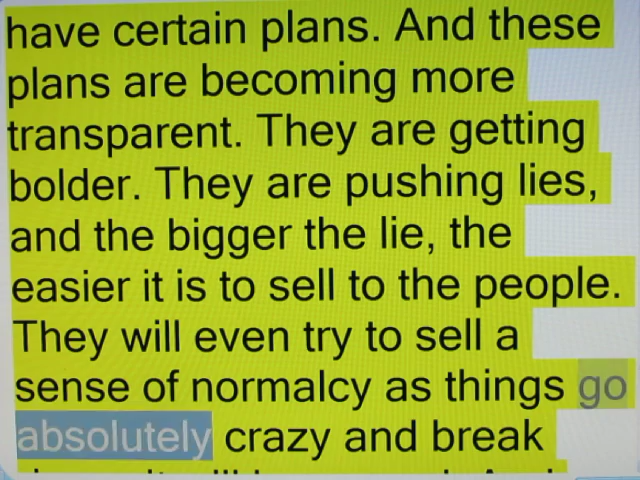 have certain plans. And these
plans are becoming more
transparent. They are getting
bolder. They are pushing lies,
and the bigger the lie, the
easier it is to sell to the people.
They will even try to sell a
sense of normalcy as things go
absolutely crazy and break